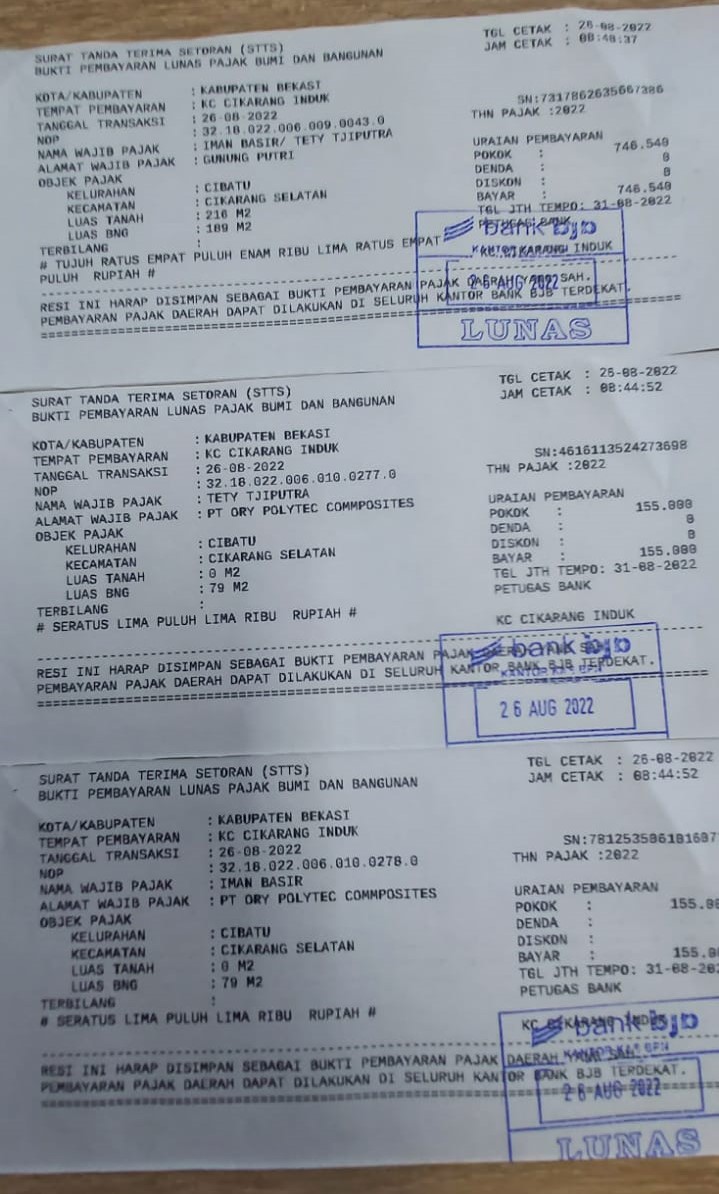 SURAT TANDA TERIMA SETORAN (STTS)
BUKTI PEMBAYARAN LUNAS PAJAK BUMI DAN BANGUNAN
TGL CETAK : 26-08-2022
JAM CETAK : 08:40:37
KOTA/KABUPATEN : KABUPATEN BEKASI
TEMPAT PEMBAYARAN : KC CIKARANG INDUK
TANGGAL TRANSAKSI : 26-08-2022
NOP : 32.18.022.006.009.0043.0
NAMA WAJIB PAJAK : IMAN BASIR/ TETY TJIPUTRA
ALAMAT WAJIB PAJAK : GUNUNG PUTRI
OBJEK PAJAK
KELURAHAN : CIBATU
KECAMATAN : CIKARANG SELATAN
LUAS TANAH : 216 M2
LUAS BNG : 189 M2
TERBILANG :
# TUJUH RATUS EMPAT PULUH ENAM RIBU LIMA RATUS EMPAT
PULUH RUPIAH #
SN:7317862635667386
THN PAJAK :2022
URAIAN PEMBAYARAN
POKOK : 746.540
DENDA : 0
DISKON : 0
BAYAR : 746.540
TGL JTH TEMPO: 31-08-2022
PETUGAS BANK
KC CIKARANG INDUK
bank bjb
26 AUG 2022
LUNAS
RESI INI HARAP DISIMPAN SEBAGAI BUKTI PEMBAYARAN PAJAK DAERAH YANG SAH.
PEMBAYARAN PAJAK DAERAH DAPAT DILAKUKAN DI SELURUH KANTOR BANK BJB TERDEKAT.
SURAT TANDA TERIMA SETORAN (STTS)
BUKTI PEMBAYARAN LUNAS PAJAK BUMI DAN BANGUNAN
TGL CETAK : 26-08-2022
JAM CETAK : 08:44:52
KOTA/KABUPATEN : KABUPATEN BEKASI
TEMPAT PEMBAYARAN : KC CIKARANG INDUK
TANGGAL TRANSAKSI : 26-08-2022
NOP : 32.18.022.006.010.0277.0
NAMA WAJIB PAJAK : TETY TJIPUTRA
ALAMAT WAJIB PAJAK : PT ORY POLYTEC COMMPOSITES
OBJEK PAJAK
KELURAHAN : CIBATU
KECAMATAN : CIKARANG SELATAN
LUAS TANAH : 0 M2
LUAS BNG : 79 M2
TERBILANG :
# SERATUS LIMA PULUH LIMA RIBU RUPIAH #
SN:4616113524273698
THN PAJAK :2022
URAIAN PEMBAYARAN
POKOK : 155.000
DENDA : 0
DISKON : 0
BAYAR : 155.000
TGL JTH TEMPO: 31-08-2022
PETUGAS BANK
KC CIKARANG INDUK
bank bjb
26 AUG 2022
RESI INI HARAP DISIMPAN SEBAGAI BUKTI PEMBAYARAN PAJAK DAERAH YANG SAH.
PEMBAYARAN PAJAK DAERAH DAPAT DILAKUKAN DI SELURUH KANTOR BANK BJB TERDEKAT.
SURAT TANDA TERIMA SETORAN (STTS)
BUKTI PEMBAYARAN LUNAS PAJAK BUMI DAN BANGUNAN
TGL CETAK : 26-08-2022
JAM CETAK : 08:44:52
KOTA/KABUPATEN : KABUPATEN BEKASI
TEMPAT PEMBAYARAN : KC CIKARANG INDUK
TANGGAL TRANSAKSI : 26-08-2022
NOP : 32.18.022.006.010.0278.0
NAMA WAJIB PAJAK : IMAN BASIR
ALAMAT WAJIB PAJAK : PT ORY POLYTEC COMMPOSITES
OBJEK PAJAK
KELURAHAN : CIBATU
KECAMATAN : CIKARANG SELATAN
LUAS TANAH : 0 M2
LUAS BNG : 79 M2
TERBILANG :
# SERATUS LIMA PULUH LIMA RIBU RUPIAH #
THN PAJAK :2022
URAIAN PEMBAYARAN
POKOK : 155.00
DENDA :
DISKON :
BAYAR : 155.00
TGL JTH TEMPO: 31-08-202
PETUGAS BANK
KC CIKARANG INDUK
bank bjb
26 AUG 2022
LUNAS
RESI INI HARAP DISIMPAN SEBAGAI BUKTI PEMBAYARAN PAJAK DAERAH YANG SAH.
PEMBAYARAN PAJAK DAERAH DAPAT DILAKUKAN DI SELURUH KANTOR BANK BJB TERDEKAT.